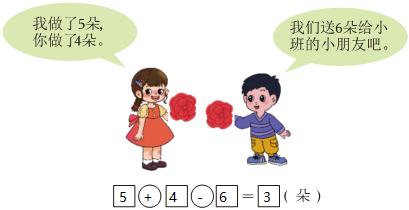 我做了5朵,
你做了4朵。
我们送6朵给小
班的小朋友吧。
5 + 4 - 6 = 3 ( 朵 )